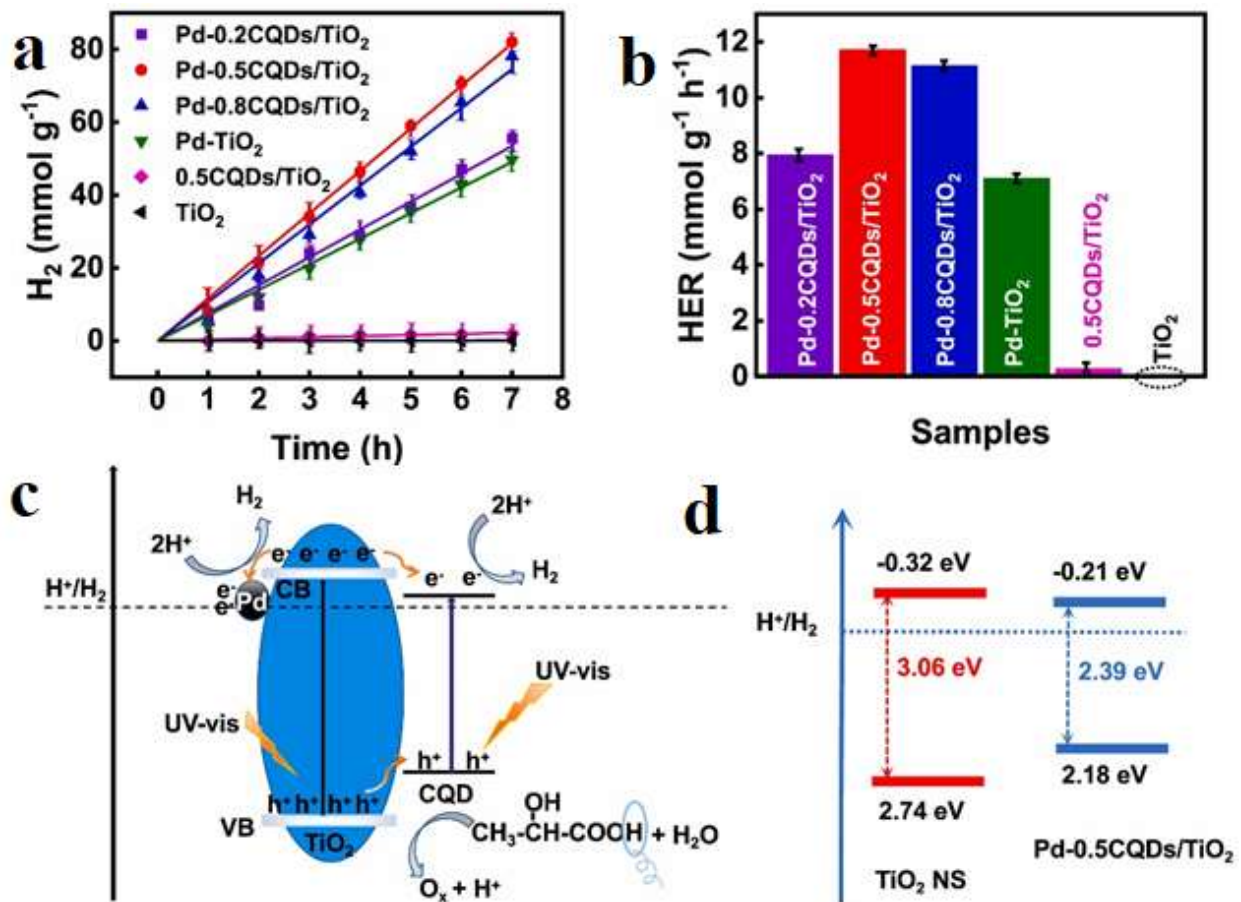 a
H₂ (mmol g⁻¹)
80
60
40
20
0
Pd-0.2CQDs/TiO₂
Pd-0.5CQDs/TiO₂
Pd-0.8CQDs/TiO₂
Pd-TiO₂
0.5CQDs/TiO₂
TiO₂
0 1 2 3 4 5 6 7 8
Time (h)
b
HER (mmol g⁻¹ h⁻¹)
12
10
8
6
4
2
0
Pd-0.2CQDs/TiO₂
Pd-0.5CQDs/TiO₂
Pd-0.8CQDs/TiO₂
Pd-TiO₂
0.5CQDs/TiO₂
TiO₂
Samples
c
H₂
2H⁺
2H⁺
e⁻ e⁻ e⁻ e⁻
e⁻ e⁻
H₂
H⁺/H₂
e⁻
e⁻
Pd
CB
UV-vis
UV-vis
h⁺ h⁺
CQD
h⁺ h⁺ h⁺ h⁺
VB
TiO₂
OH
CH₃-CH-COOH + H₂O
Oₓ + H⁺
d
-0.32 eV
-0.21 eV
H⁺/H₂
3.06 eV
2.39 eV
2.74 eV
2.18 eV
TiO₂ NS
Pd-0.5CQDs/TiO₂